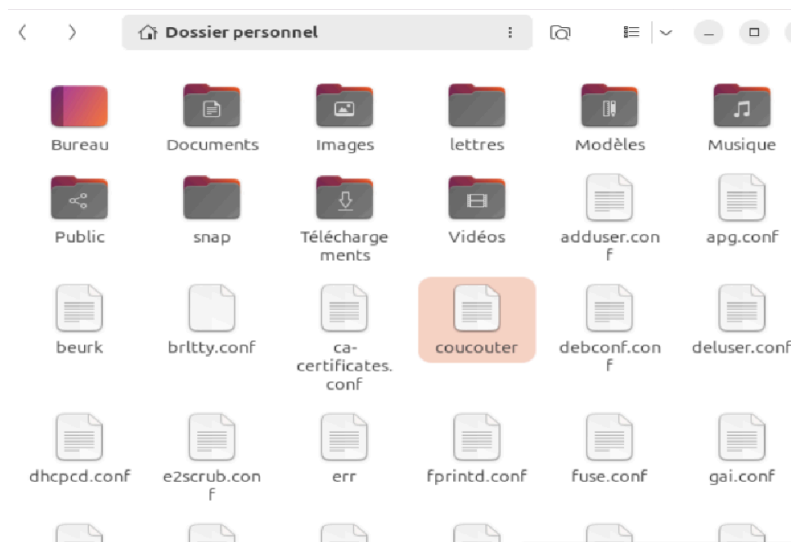 Dossier personnel
Bureau
Documents
Images
lettres
Modèles
Musique
Public
snap
Télécharge
ments
Vidéos
adduser.con
f
apg.conf
beurk
brltty.conf
ca-
certificates.
conf
coucouter
debconf.con
f
deluser.conf
dhcpcd.conf
e2scrub.con
f
err
fprintd.conf
fuse.conf
gai.conf